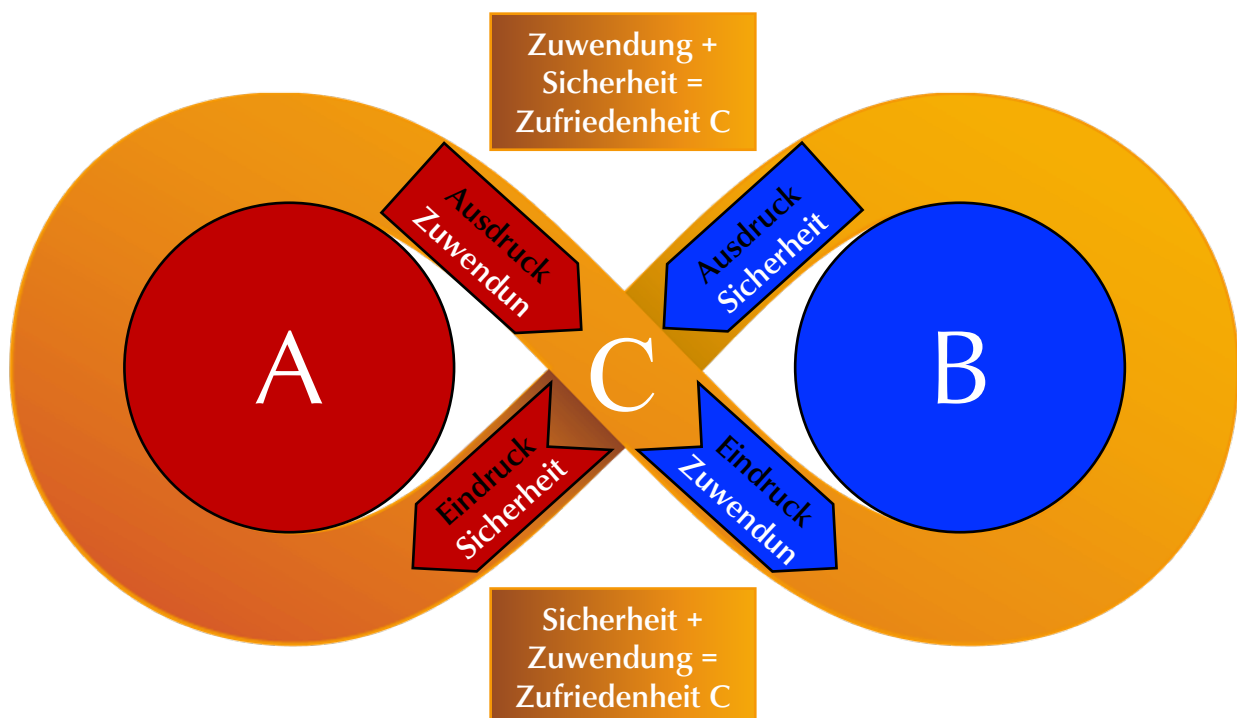 Zuwendung +
Sicherheit =
Zufriedenheit C
Ausdruck
Zuwendun
Ausdruck
Sicherheit
A
C
B
Eindruck
Sicherheit
Eindruck
Zuwendun
Sicherheit +
Zuwendung =
Zufriedenheit C